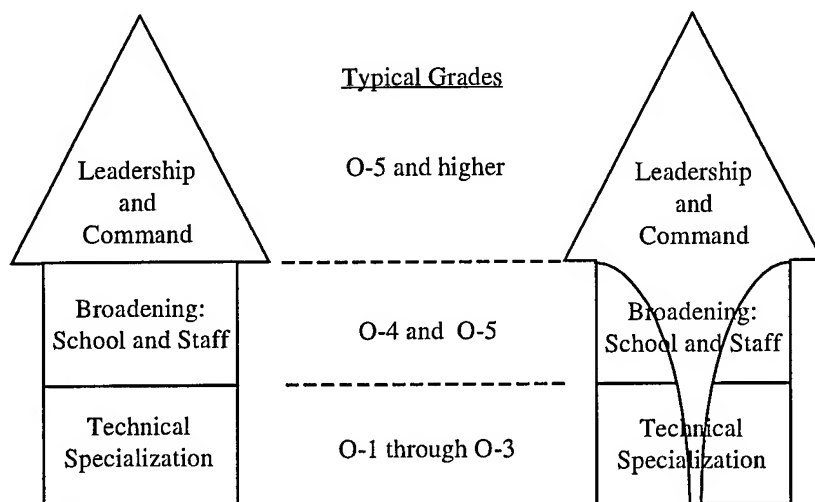 Typical Grades
Leadership
and
Command
O-5 and higher
Leadership
and
Command
Broadening:
School and Staff
O-4 and O-5
Broadening:
School and Staff
Technical
Specialization
O-1 through O-3
Technical
Specialization